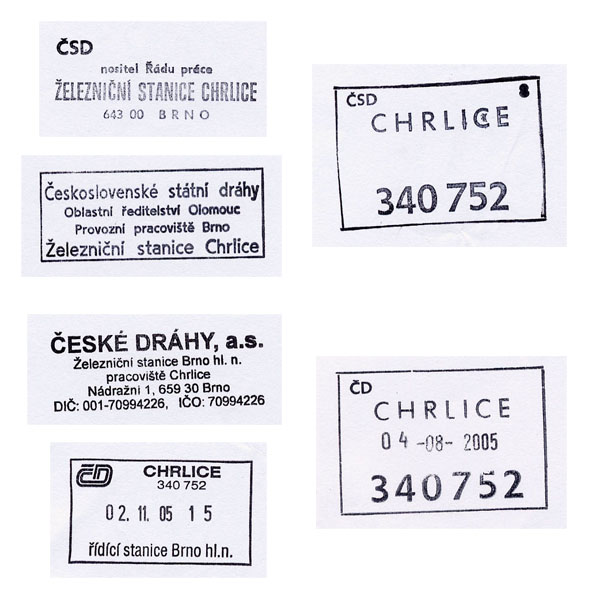 ČSD
nositel Řádu práce
ŽELEZNIČNÍ STANICE CHRLICE
643 00 BRNO
Československé státní dráhy
Oblastní ředitelství Olomouc
Provozní pracoviště Brno
Železniční stanice Chrlice
ČESKÉ DRÁHY, a.s.
Železniční stanice Brno hl. n.
pracoviště Chrlice
Nádražní 1, 659 30 Brno
DIČ: 001-70994226, IČO: 70994226
ČD CHRLICE
340 752
02. 11. 05 15
řídící stanice Brno hl.n.
8
ČSD
CHRLICE
340 752
ČD
CHRLICE
04 -08- 2005
340 752